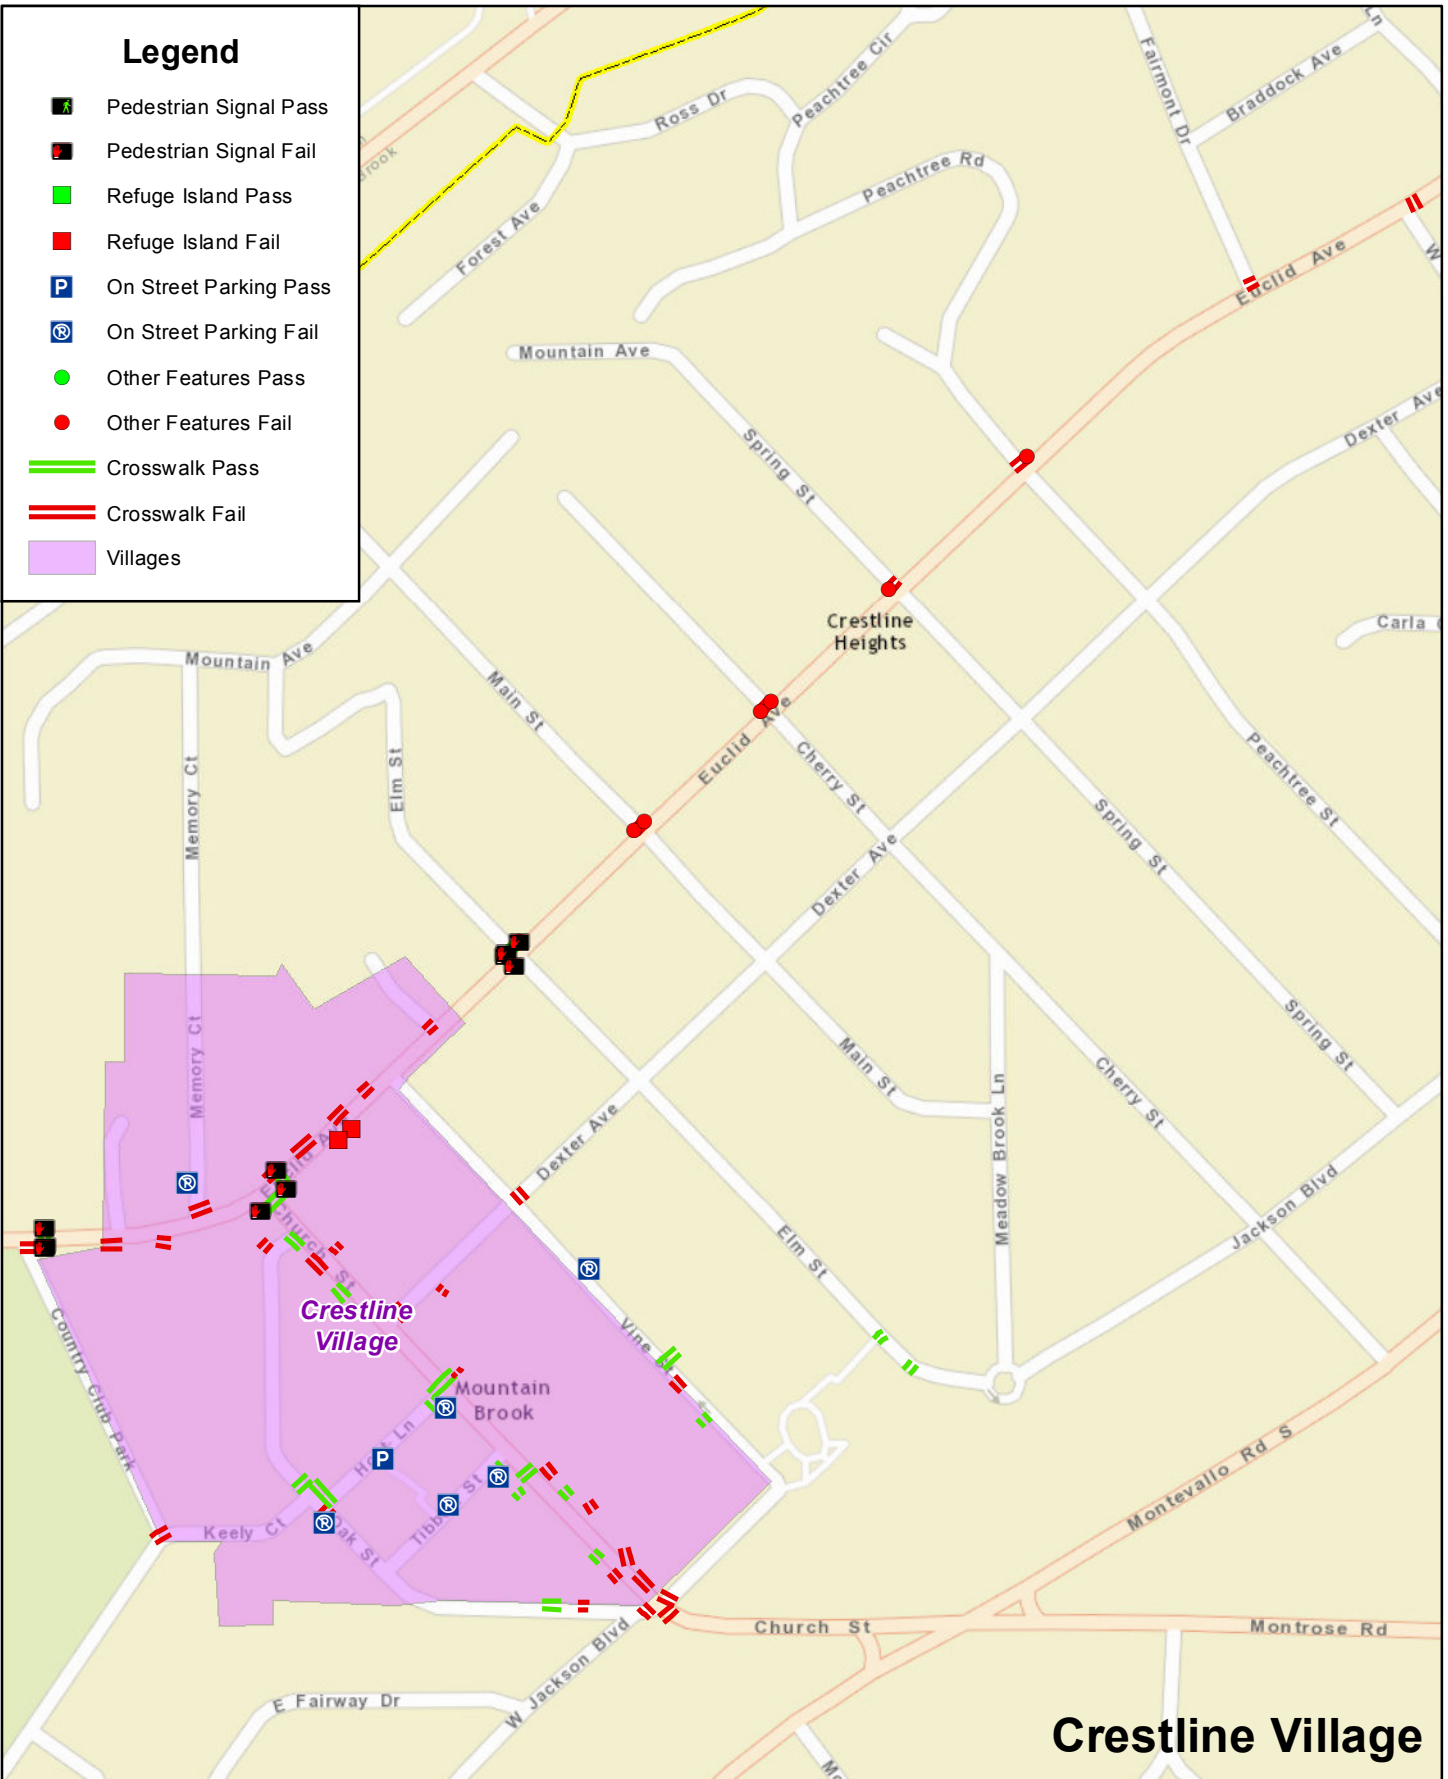 Legend
Pedestrian Signal Pass
Pedestrian Signal Fail
Refuge Island Pass
Refuge Island Fail
P On Street Parking Pass
On Street Parking Fail
Other Features Pass
Other Features Fail
Crosswalk Pass
Crosswalk Fail
Villages
Ln
Fairmont Dr
Braddock Ave
Peachtree Cir
Ross Dr
Brook
Peachtree Rd
Forest Ave
Euclid Ave
Mountain Ave
Dexter Ave
Spring St
Crestline
Heights
Carla
Mountain Ave
Main St
Euclid Ave
Cherry St
Peachtree St
Elm St
Memory Ct
Spring St
Dexter Ave
Spring St
Main St
Cherry St
Memory Ct
Meadow Brook Ln
Dexter Ave
Jackson Blvd
Church St
Elm St
Crestline
Village
Vine St
Country Club Park
Mountain
Brook
P
Montevallo Rd S
Keely Ct
Oak St
Church St
Montrose Rd
W Jackson Blvd
E Fairway Dr
Crestline Village